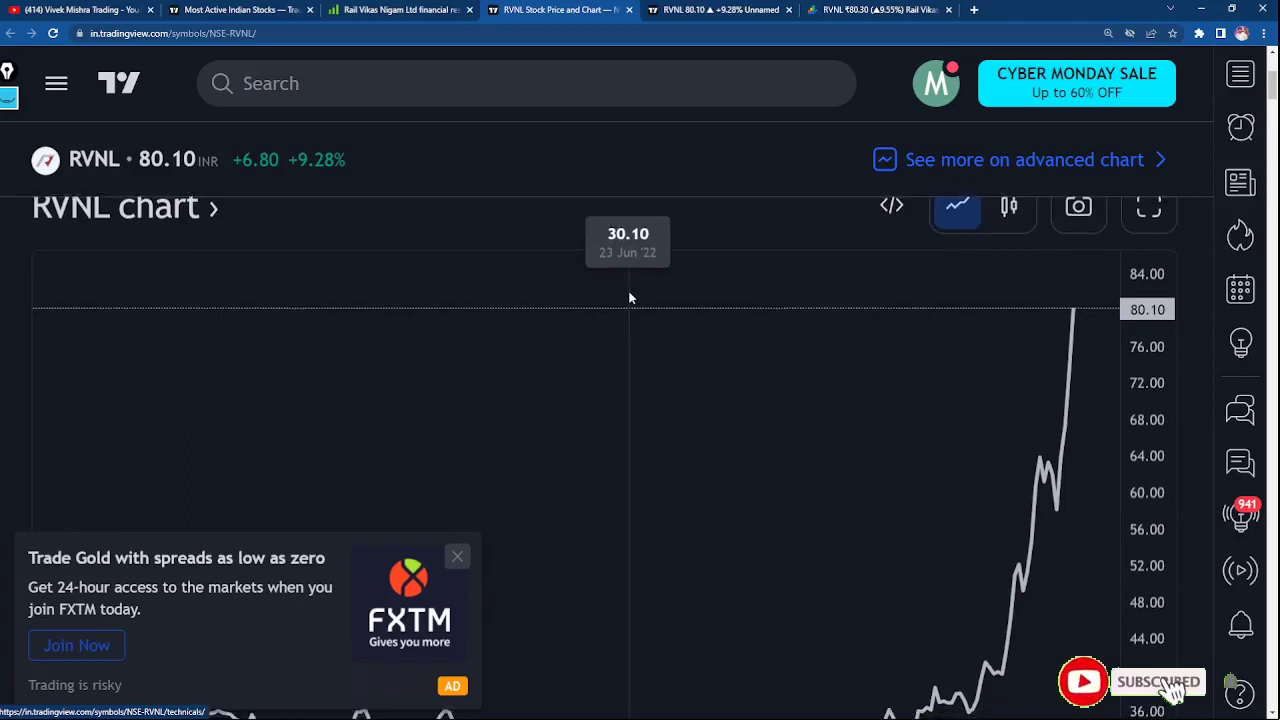 (414) Vivek Mishra Trading - You
Most Active Indian Stocks — Tra
Rail Vikas Nigam Ltd financial res
RVNL Stock Price and Chart — N
RVNL 80.10 ▲ +9.28% Unnamed
RVNL ₹80.30 (▲9.55%) Rail Vikas
in.tradingview.com/symbols/NSE-RVNL/
Search
M
CYBER MONDAY SALE
Up to 60% OFF
RVNL • 80.10 INR +6.80 +9.28%
See more on advanced chart
RVNL chart ›
30.10
23 Jun '22
84.00
80.10
76.00
72.00
68.00
64.00
60.00
56.00
52.00
48.00
44.00
36.00
941
Trade Gold with spreads as low as zero
Get 24-hour access to the markets when you
join FXTM today.
Join Now
Trading is risky
AD
FXTM
Gives you more
SUBSCRIBED
https://in.tradingview.com/symbols/NSE-RVNL/technicals/